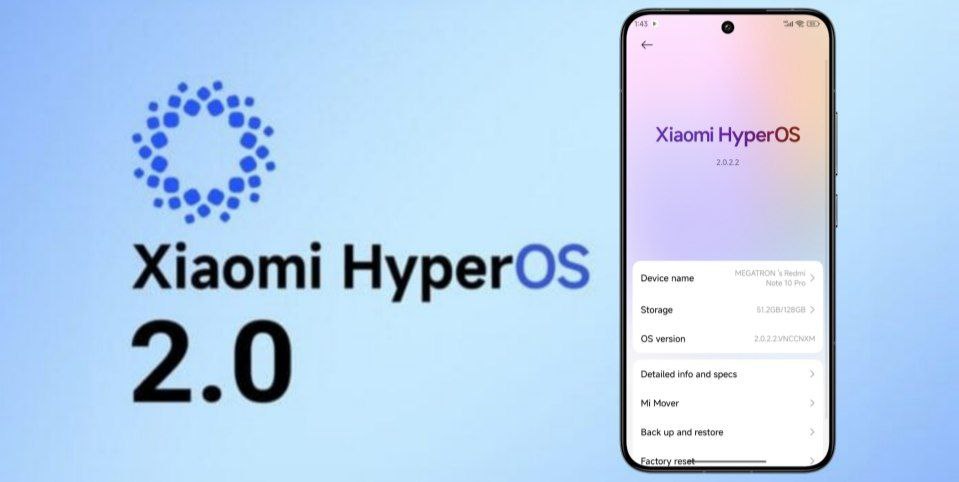 Xiaomi HyperOS
2.0
1:43
Xiaomi HyperOS
2.0.2.2
Device name
MEGATRON 's Redmi
Note 10 Pro
Storage
51.2GB/128GB
OS version
2.0.2.2.VNCCNXM
Detailed info and specs
Mi Mover
Back up and restore
Factory reset